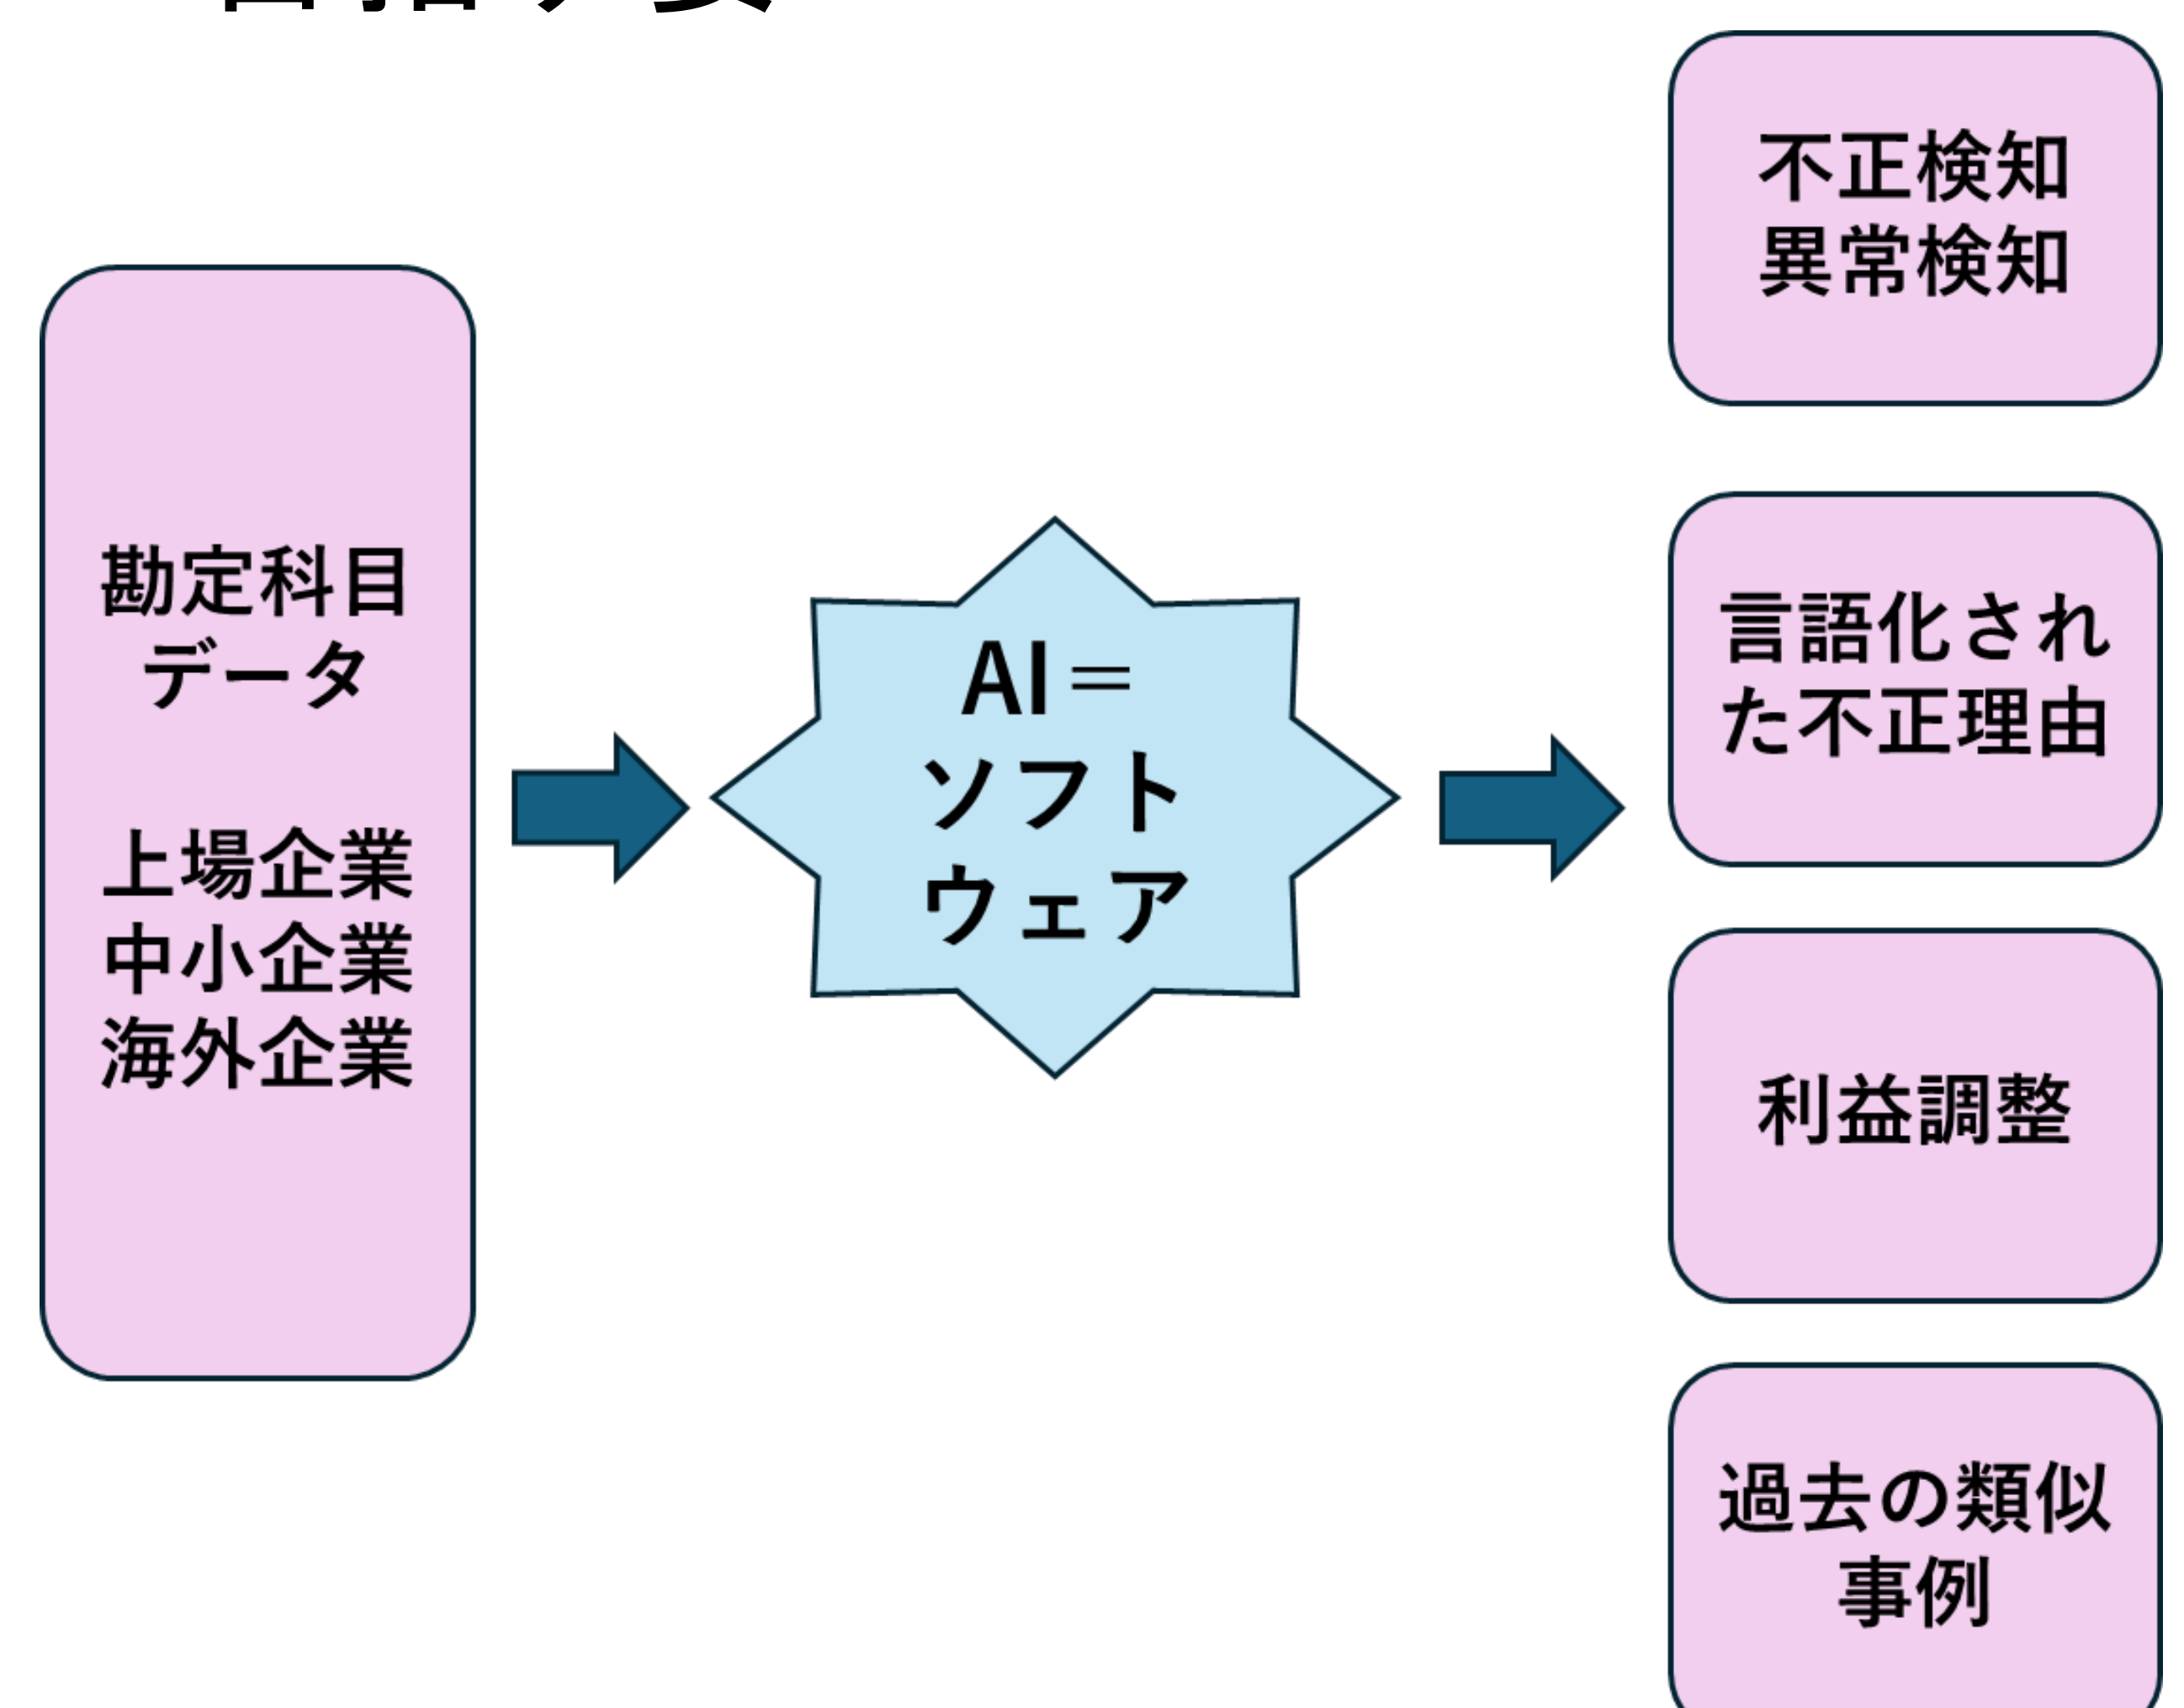 勘定科目
データ
上場企業
中小企業
海外企業
AI＝
ソフト
ウェア
不正検知
異常検知
言語化され
た不正理由
利益調整
過去の類似
事例